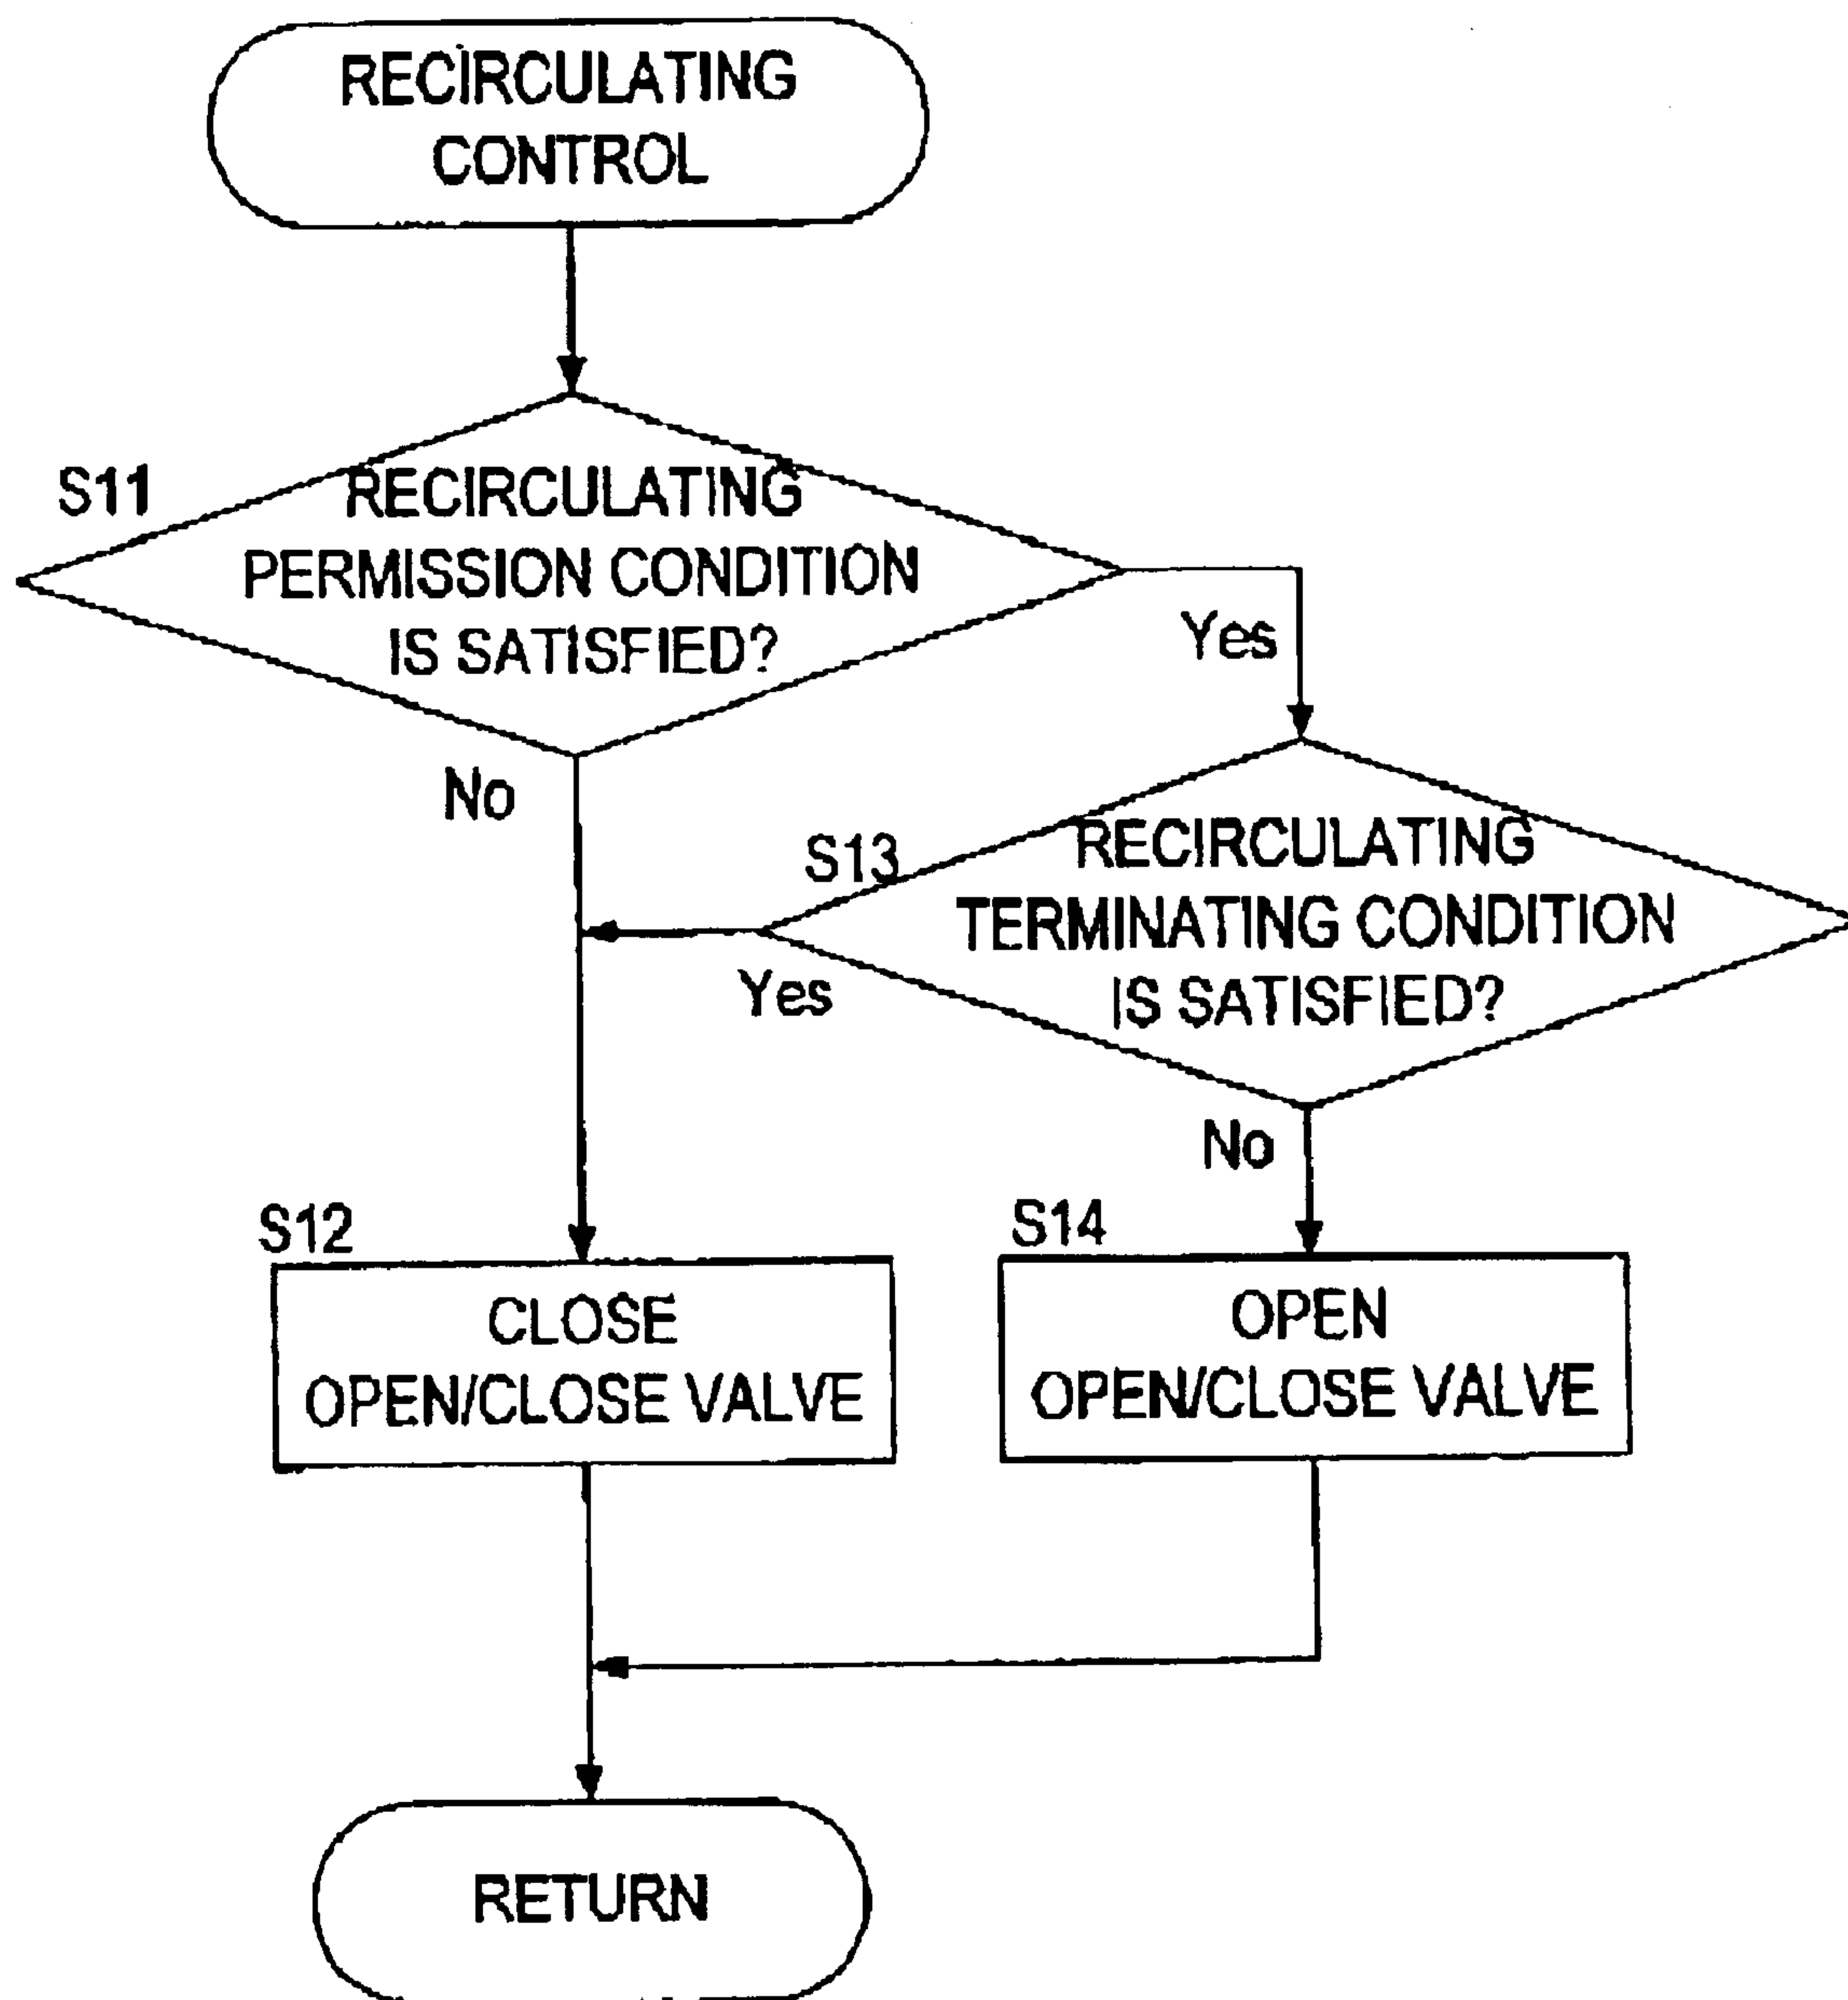 RECIRCULATING
CONTROL
S11
RECIRCULATING
PERMISSION CONDITION
IS SATISFIED?
Yes
No
S13
RECIRCULATING
TERMINATING CONDITION
IS SATISFIED?
Yes
No
S12
CLOSE
OPEN/CLOSE VALVE
S14
OPEN
OPEN/CLOSE VALVE
RETURN